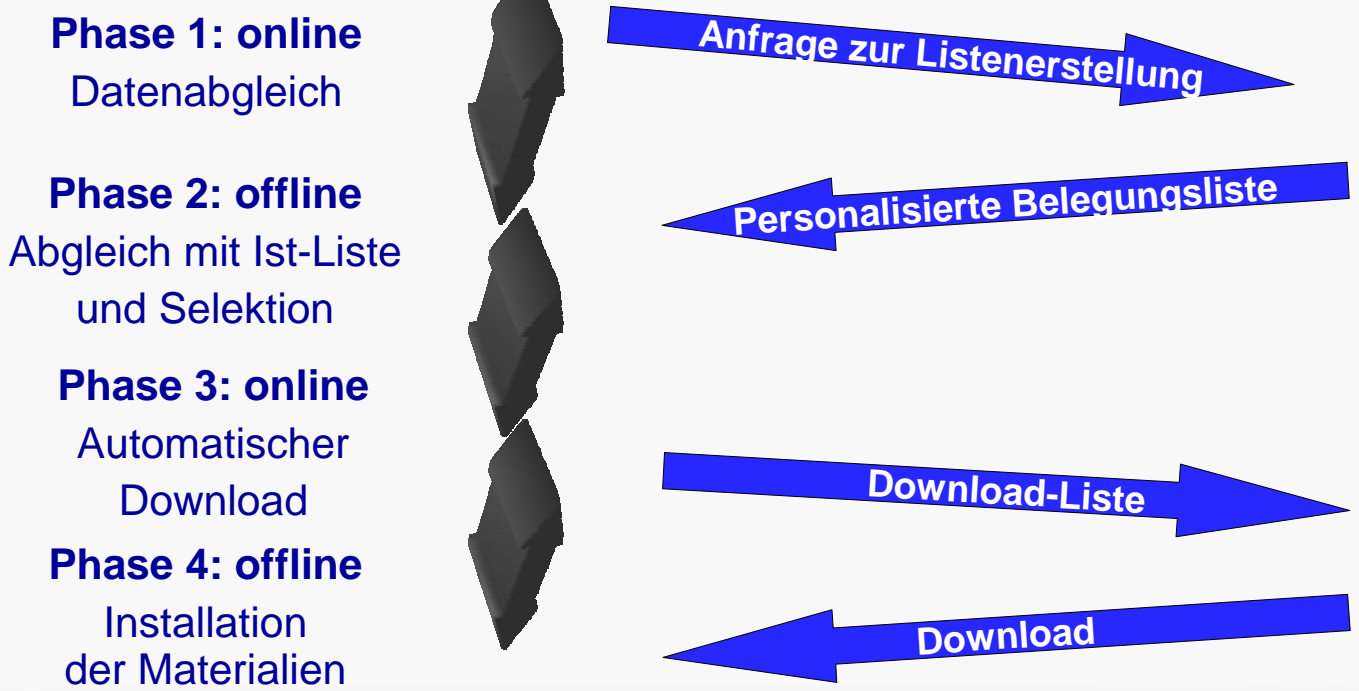 Phase 1: online
Datenabgleich
Anfrage zur Listenerstellung
Phase 2: offline
Abgleich mit Ist-Liste
und Selektion
Personalisierte Belegungsliste
Phase 3: online
Automatischer
Download
Download-Liste
Phase 4: offline
Installation
der Materialien
Download